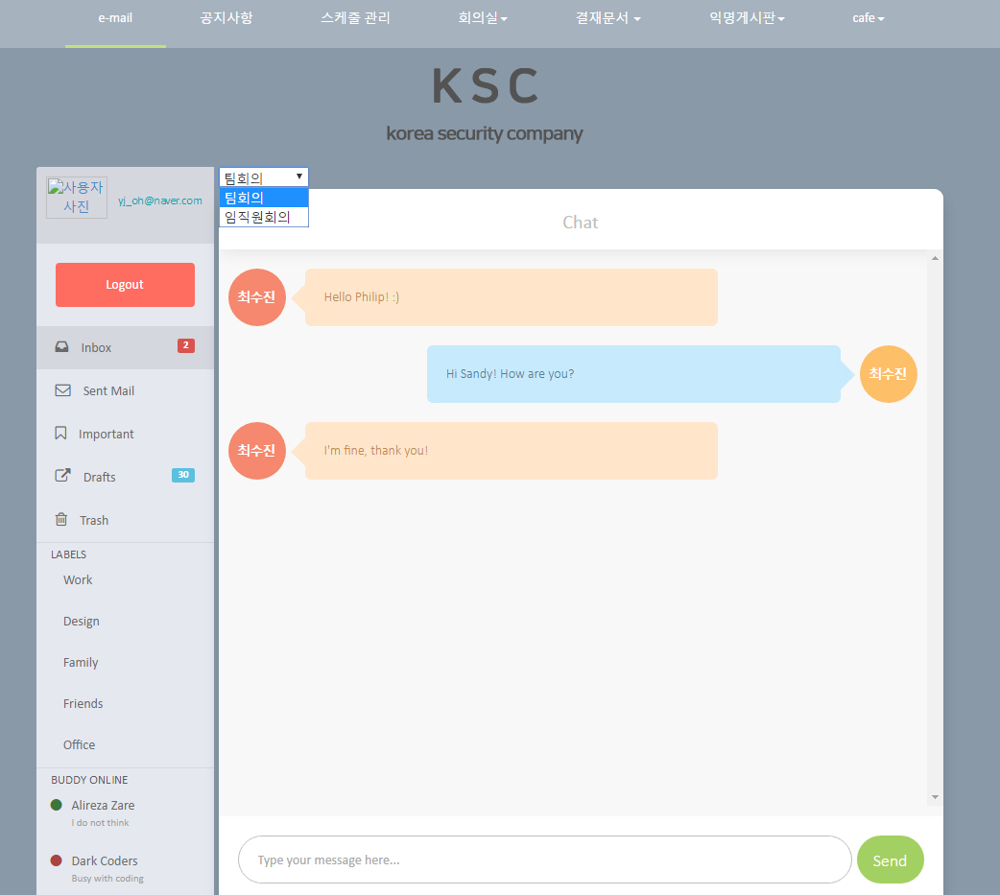 e-mail 공지사항 스케줄 관리 회의실 결재문서 익명게시판 cafe
KSC
korea security company
사용자
사진
yj_oh@naver.com
Logout
Inbox 2
Sent Mail
Important
Drafts 30
Trash
LABELS
Work
Design
Family
Friends
Office
BUDDY ONLINE
Alireza Zare
I do not think
Dark Coders
Busy with coding
팀회의
팀회의
임직원회의
Chat
최수진 Hello Philip! :)
Hi Sandy! How are you? 최수진
최수진 I'm fine, thank you!
Type your message here... Send